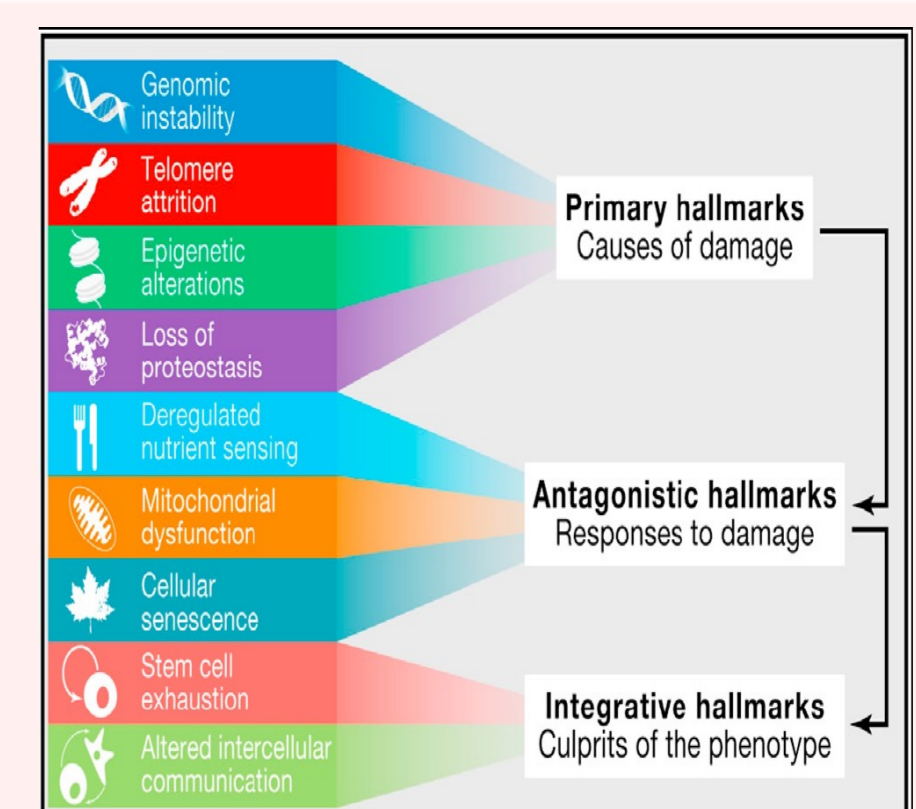 Genomic
instability
Telomere
attrition
Epigenetic
alterations
Loss of
proteostasis
Deregulated
nutrient sensing
Mitochondrial
dysfunction
Cellular
senescence
Stem cell
exhaustion
Altered intercellular
communication
Primary hallmarks
Causes of damage
Antagonistic hallmarks
Responses to damage
Integrative hallmarks
Culprits of the phenotype